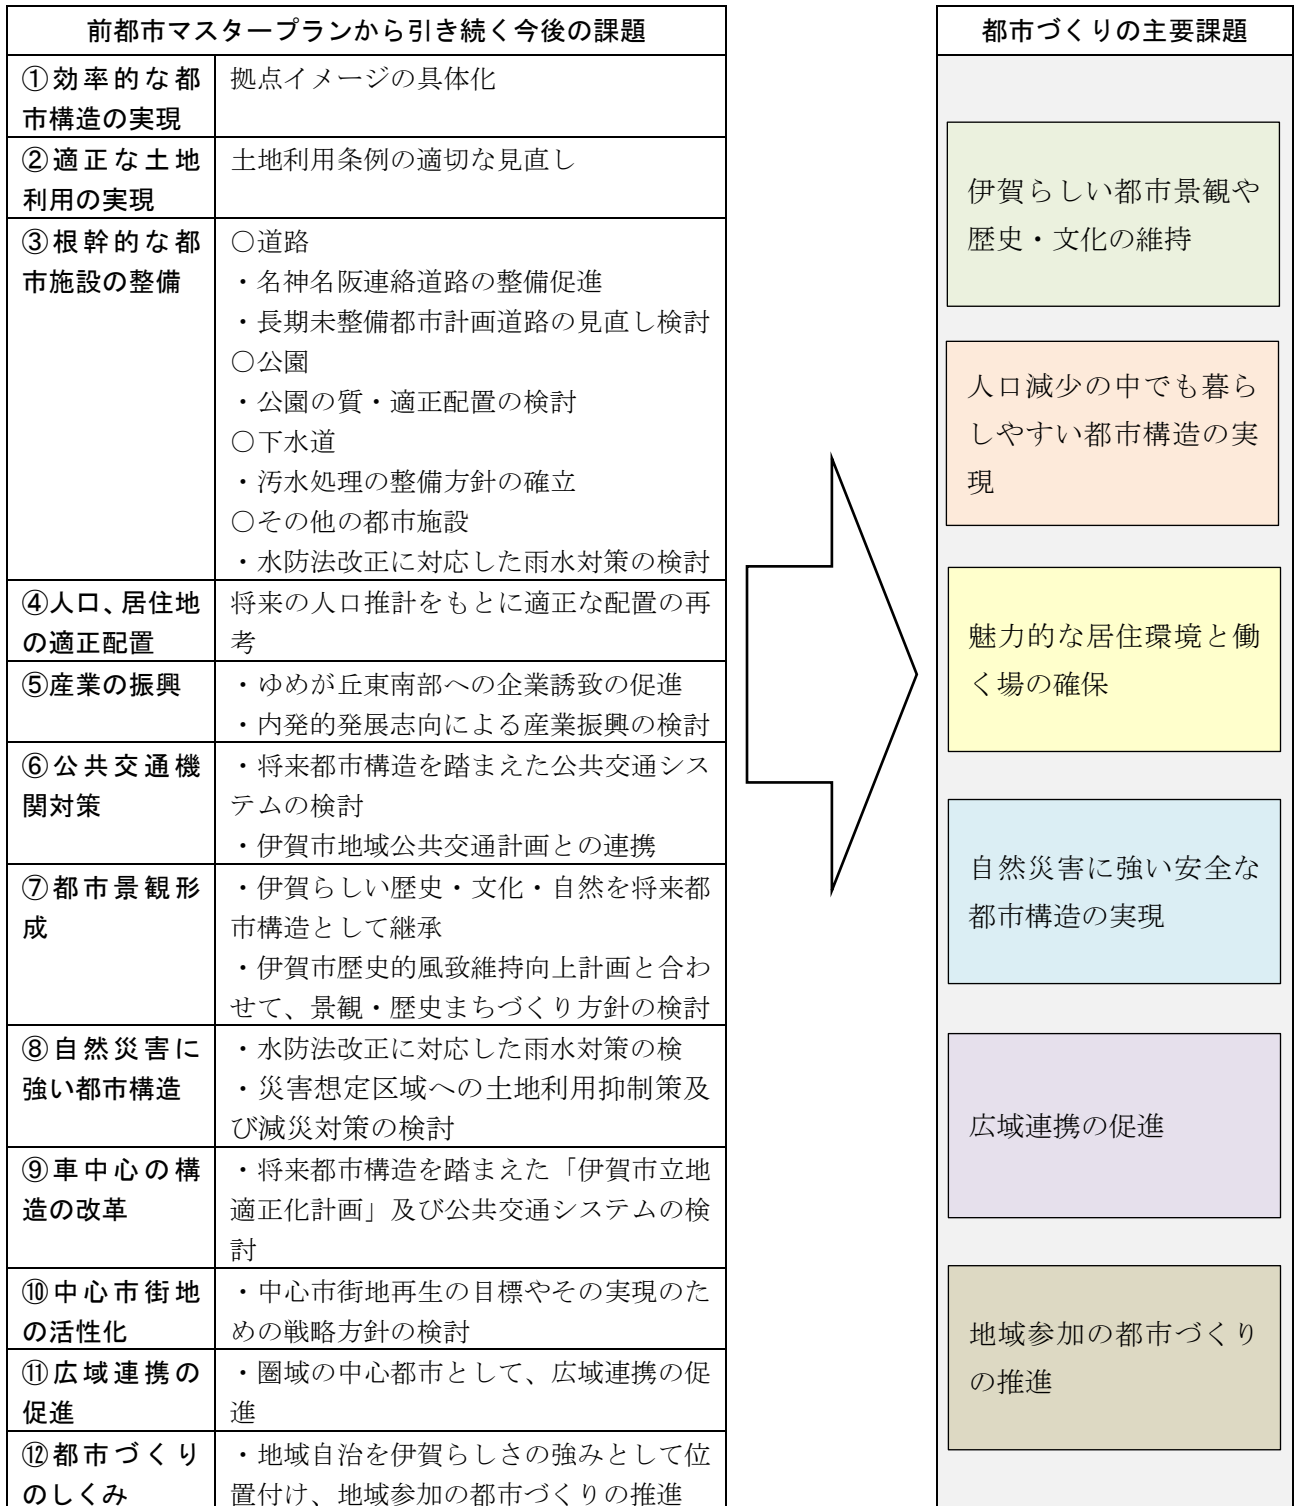 前都市マスタープランから引き続く今後の課題
①効率的な都
市構造の実現
拠点イメージの具体化
②適正な土地
利用の実現
土地利用条例の適切な見直し
③根幹的な都
市施設の整備
○道路
・名神名阪連絡道路の整備促進
・長期未整備都市計画道路の見直し検討
○公園
・公園の質・適正配置の検討
○下水道
・汚水処理の整備方針の確立
○その他の都市施設
・水防法改正に対応した雨水対策の検討
④人口、居住地
の適正配置
将来の人口推計をもとに適正な配置の再
考
⑤産業の振興
・ゆめが丘東南部への企業誘致の促進
・内発的発展志向による産業振興の検討
⑥公共交通機
関対策
・将来都市構造を踏まえた公共交通シス
テムの検討
・伊賀市地域公共交通計画との連携
⑦都市景観形
成
・伊賀らしい歴史・文化・自然を将来都
市構造として継承
・伊賀市歴史的風致維持向上計画と合わ
せて、景観・歴史まちづくり方針の検討
⑧自然災害に
強い都市構造
・水防法改正に対応した雨水対策の検
・災害想定区域への土地利用抑制策及
び減災対策の検討
⑨車中心の構
造の改革
・将来都市構造を踏まえた「伊賀市立地
適正化計画」及び公共交通システムの検
討
⑩中心市街地
の活性化
・中心市街地再生の目標やその実現のた
めの戦略方針の検討
⑪広域連携の
促進
・圏域の中心都市として、広域連携の促
進
⑫都市づくり
のしくみ
・地域自治を伊賀らしさの強みとして位
置付け、地域参加の都市づくりの推進
都市づくりの主要課題
伊賀らしい都市景観や
歴史・文化の維持
人口減少の中でも暮ら
しやすい都市構造の実
現
魅力的な居住環境と働
く場の確保
自然災害に強い安全な
都市構造の実現
広域連携の促進
地域参加の都市づくり
の推進